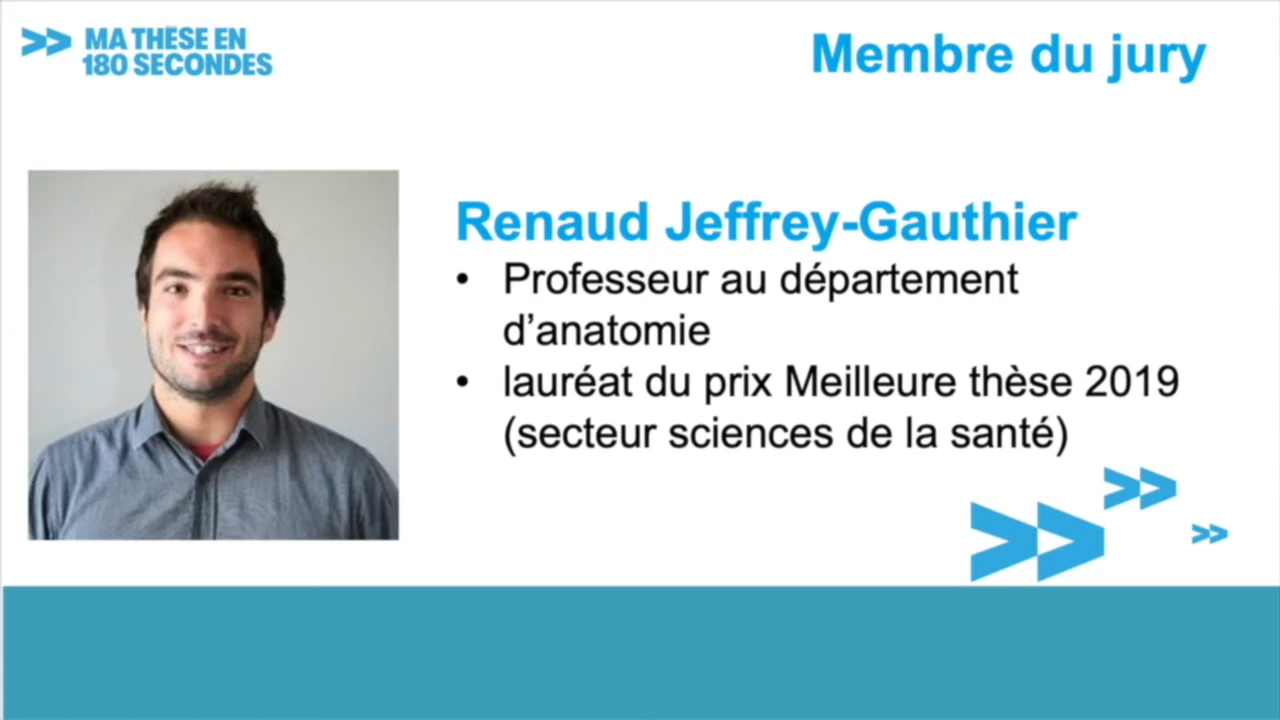 >> MA THÈSE EN
180 SECONDES
Membre du jury
Renaud Jeffrey-Gauthier
• Professeur au département
d’anatomie
• lauréat du prix Meilleure thèse 2019
(secteur sciences de la santé)